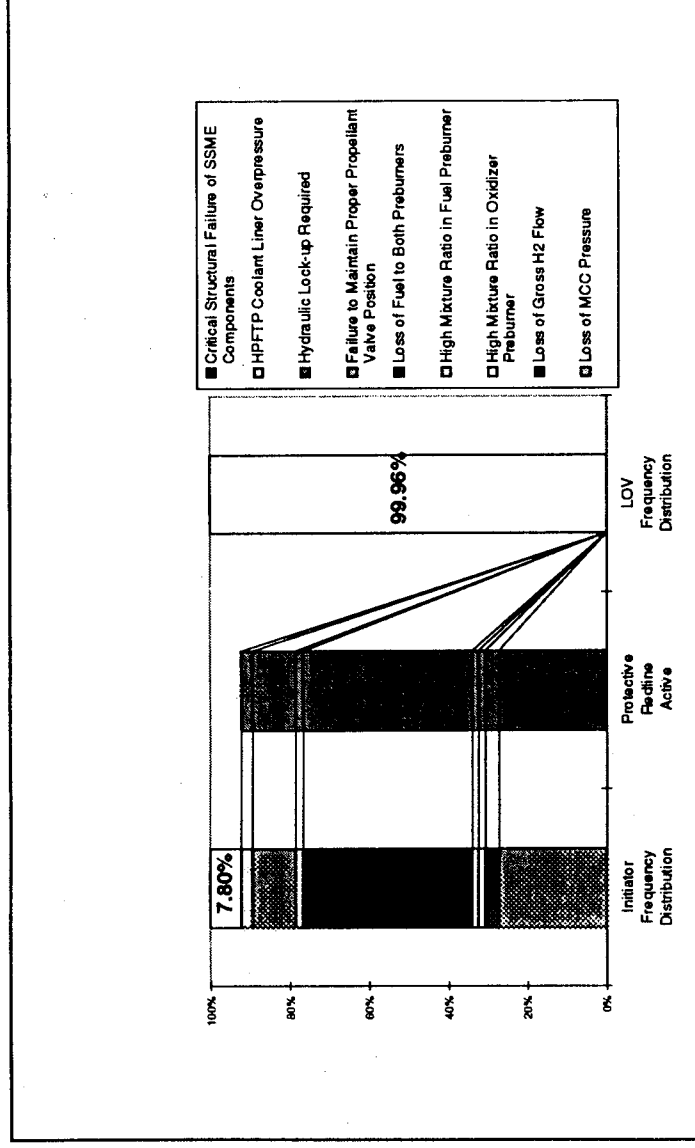 100%
80%
60%
40%
20%
0%
7.80%
99.96%
Initiator
Frequency
Distribution
Protective
Redline
Active
LOV
Frequency
Distribution
Critical Structural Failure of SSME
Components
HPFTP Coolant Liner Overpressure
Hydraulic Lock-up Required
Failure to Maintain Proper Propellant
Valve Position
Loss of Fuel to Both Preburners
High Mixture Ratio in Fuel Preburner
High Mixture Ratio in Oxidizer
Preburner
Loss of Gross H2 Flow
Loss of MCC Pressure